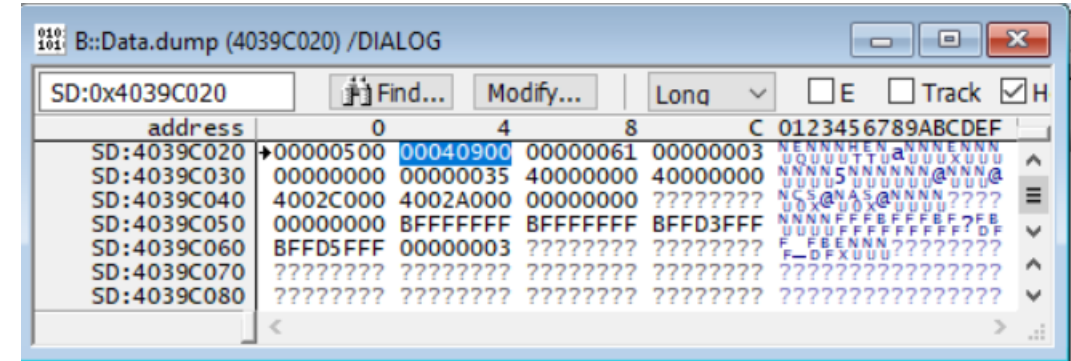 B::Data.dump (4039C020) /DIALOG
SD:0x4039C020 Find... Modify... Long E Track H
address 0 4 8 C 0123456789ABCDEF
SD:4039C020 00000500 00040900 00000061 00000003
SD:4039C030 00000000 00000035 40000000 40000000
SD:4039C040 4002C000 4002A000 00000000 ????????
SD:4039C050 00000000 BFFFFFFF BFFFFFFF BFFD3FFF
SD:4039C060 BFFD5FFF 00000003 ???????? ???????? ????????
SD:4039C070 ???????? ???????? ???????? ???????? ????????????????
SD:4039C080 ???????? ???????? ???????? ???????? ????????????????